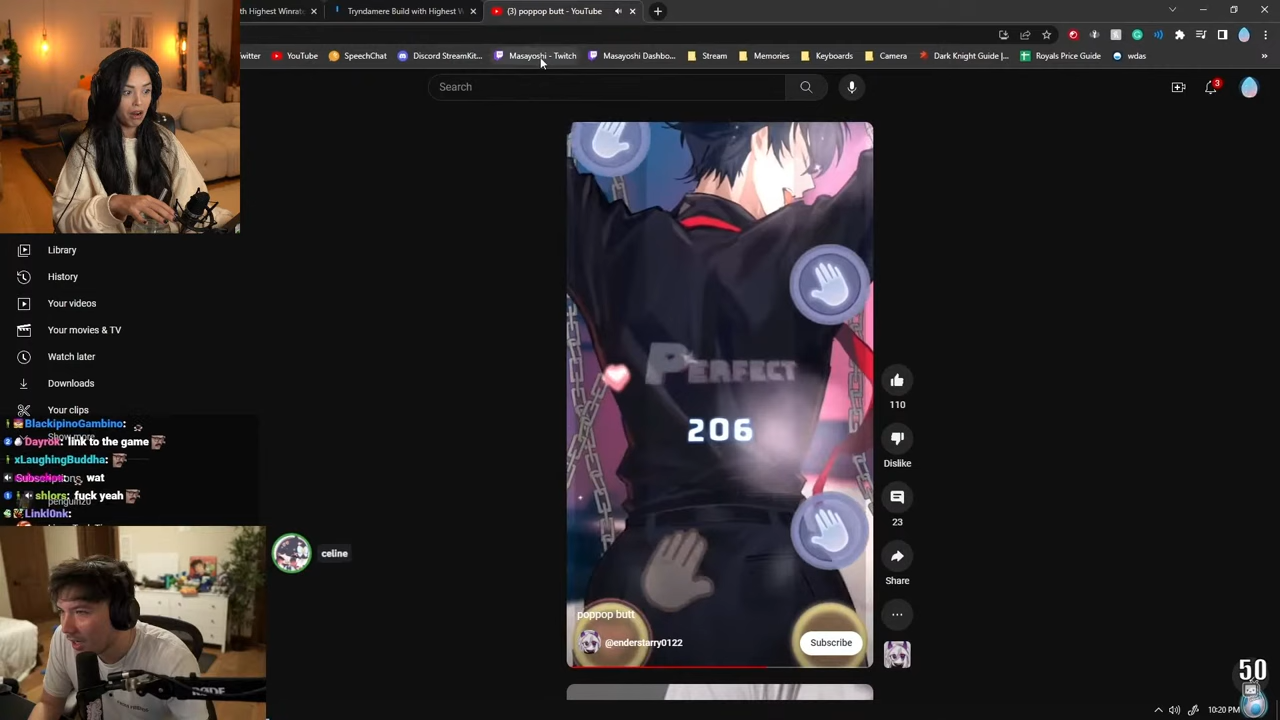 th Highest Winrat
Tryndamere Build with Highest W
(3) poppop butt - YouTube
witter
YouTube
SpeechChat
Discord StreamKit...
Masayoshi - Twitch
Masayoshi Dashbo...
Stream
Memories
Keyboards
Camera
Dark Knight Guide |...
Royals Price Guide
wdas
Search
3
Library
History
Your videos
Your movies & TV
Watch later
Downloads
Your clips
BlackipinoGambino:
Dayrok: link to the game
xLaughingBuddha:
wat
shlors: fuck yeah
Linkl0nk:
Subscriptions
penguinz0
celine
PERFECT
206
poppop butt
@enderstarry0122
Subscribe
110
Dislike
23
Share
50
10:20 PM